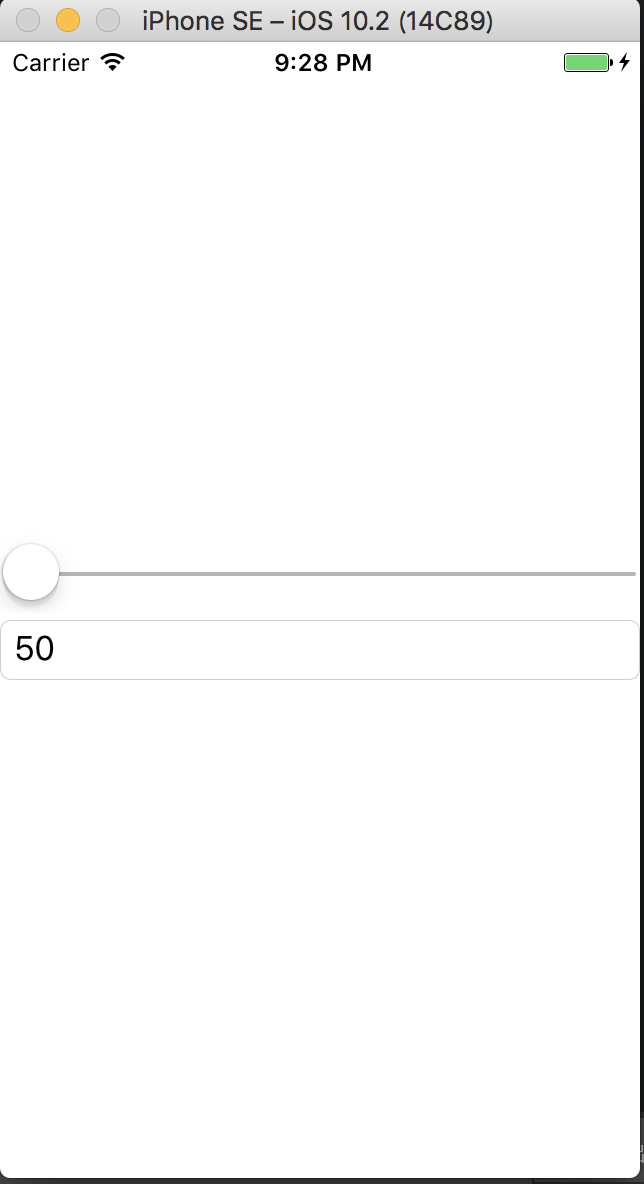 iPhone SE – iOS 10.2 (14C89)
Carrier 9:28 PM
50